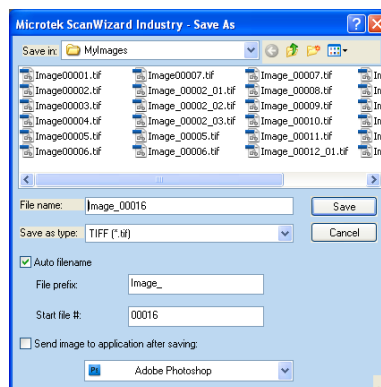 Microtek ScanWizard Industry - Save As
Save in: MyImages
Image00001.tif Image00007.tif Image_00007.tif
Image00002.tif Image_00002_01.tif Image_00008.tif
Image00003.tif Image_00002_02.tif Image_00009.tif
Image00004.tif Image_00002_03.tif Image_00010.tif
Image00005.tif Image_00005.tif Image_00011.tif
Image00006.tif Image_00006.tif Image_00012_01.tif
File name: Image_00016 Save
Save as type: TIFF (*.tif) Cancel
Auto filename
File prefix: Image_
Start file #: 00016
Send image to application after saving:
Ps Adobe Photoshop